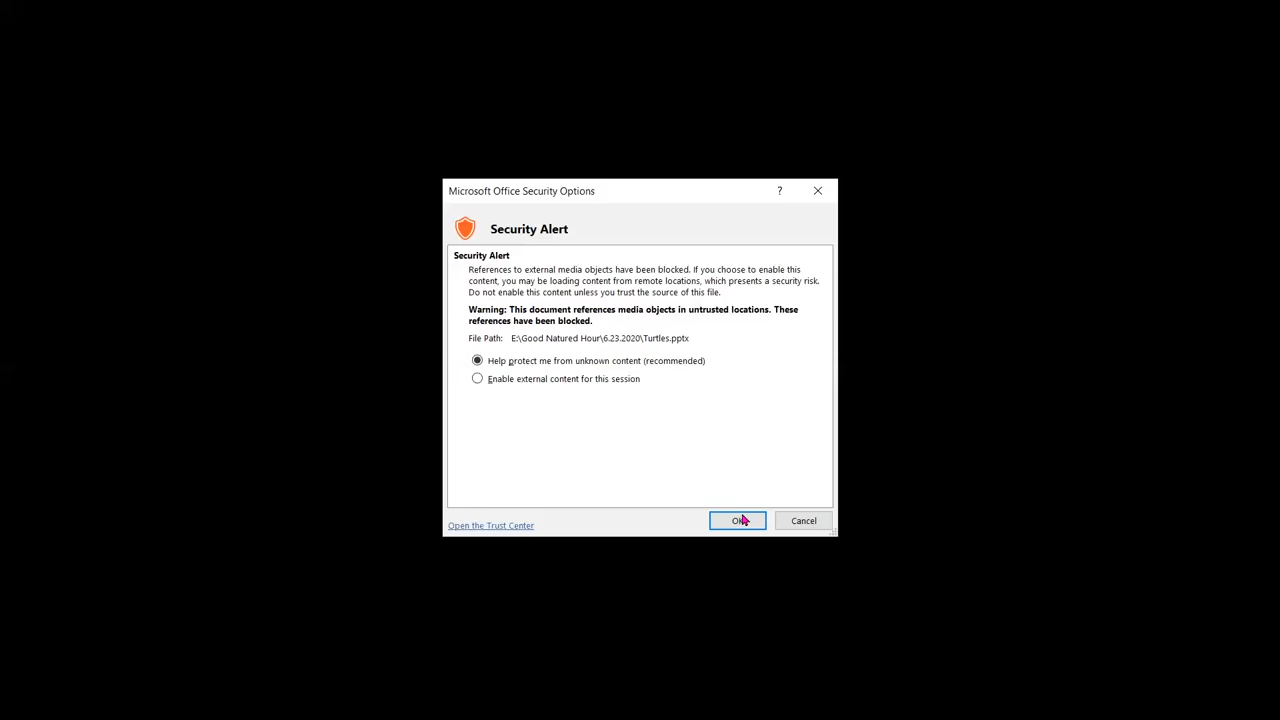 Microsoft Office Security Options
?
Security Alert
Security Alert
References to external media objects have been blocked. If you choose to enable this
content, you may be loading content from remote locations, which presents a security risk.
Do not enable this content unless you trust the source of this file.
Warning: This document references media objects in untrusted locations. These
references have been blocked.
File Path: E:\Good Natured Hour\6.23.2020\Turtles.pptx
Help protect me from unknown content (recommended)
Enable external content for this session
Open the Trust Center
OK
Cancel